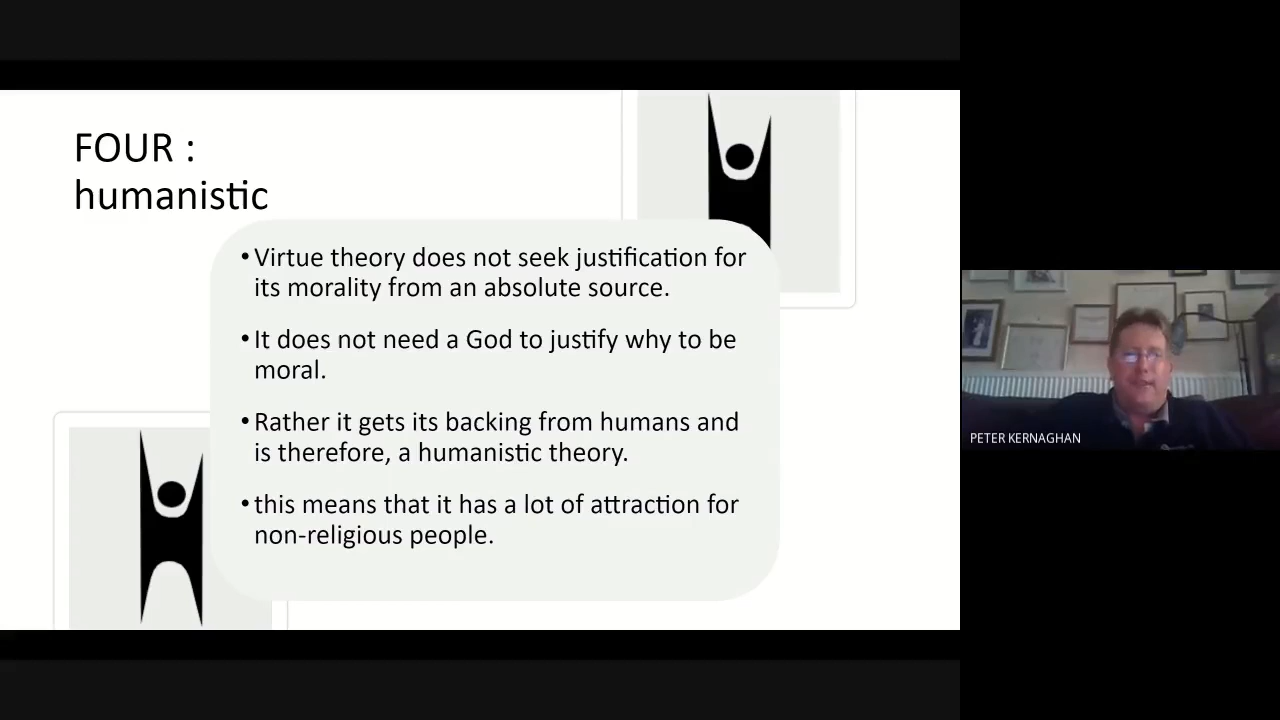 FOUR :
humanistic
•Virtue theory does not seek justification for
its morality from an absolute source.
•It does not need a God to justify why to be
moral.
•Rather it gets its backing from humans and
is therefore, a humanistic theory.
•this means that it has a lot of attraction for
non-religious people.
PETER KERNAGHAN